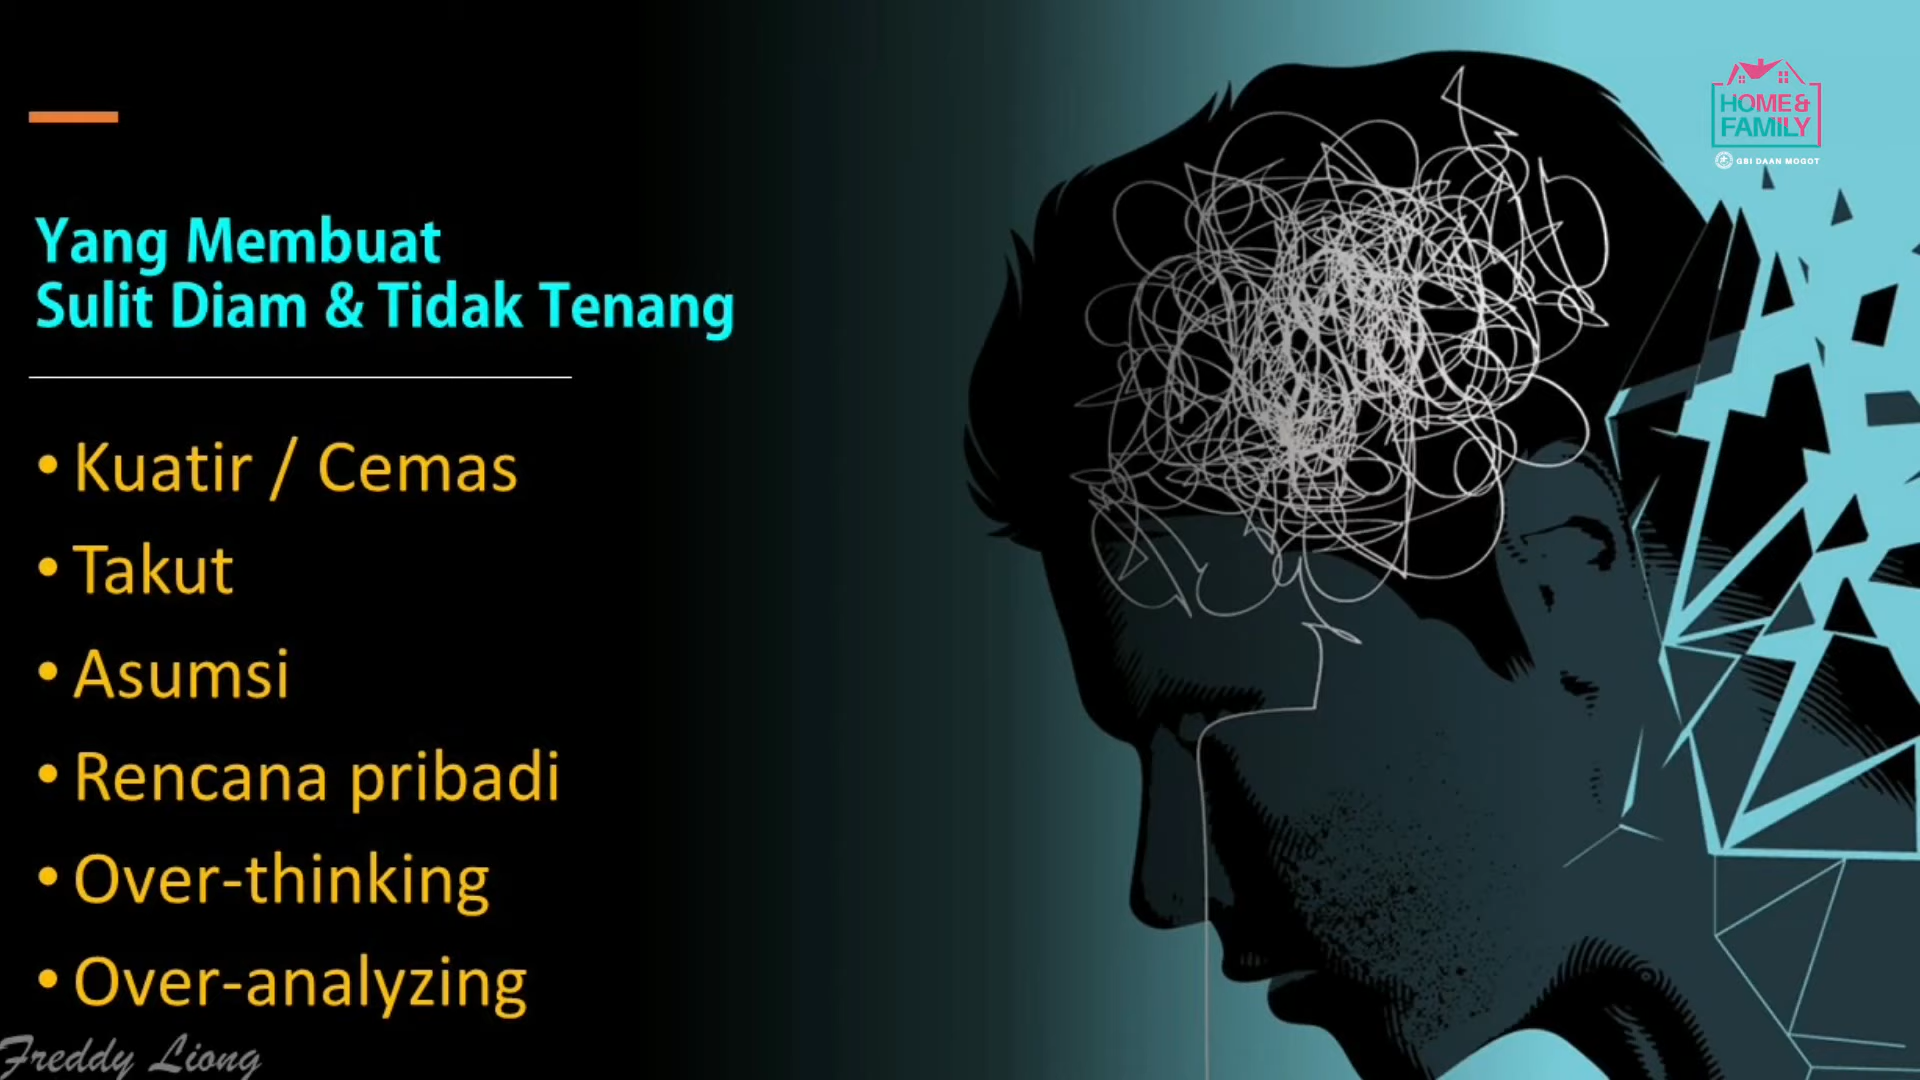 HOME &
FAMILY
GBI DAAN MOGOT
Yang Membuat
Sulit Diam & Tidak Tenang
• Kuatir / Cemas
• Takut
• Asumsi
• Rencana pribadi
• Over-thinking
• Over-analyzing
Freddy Liong